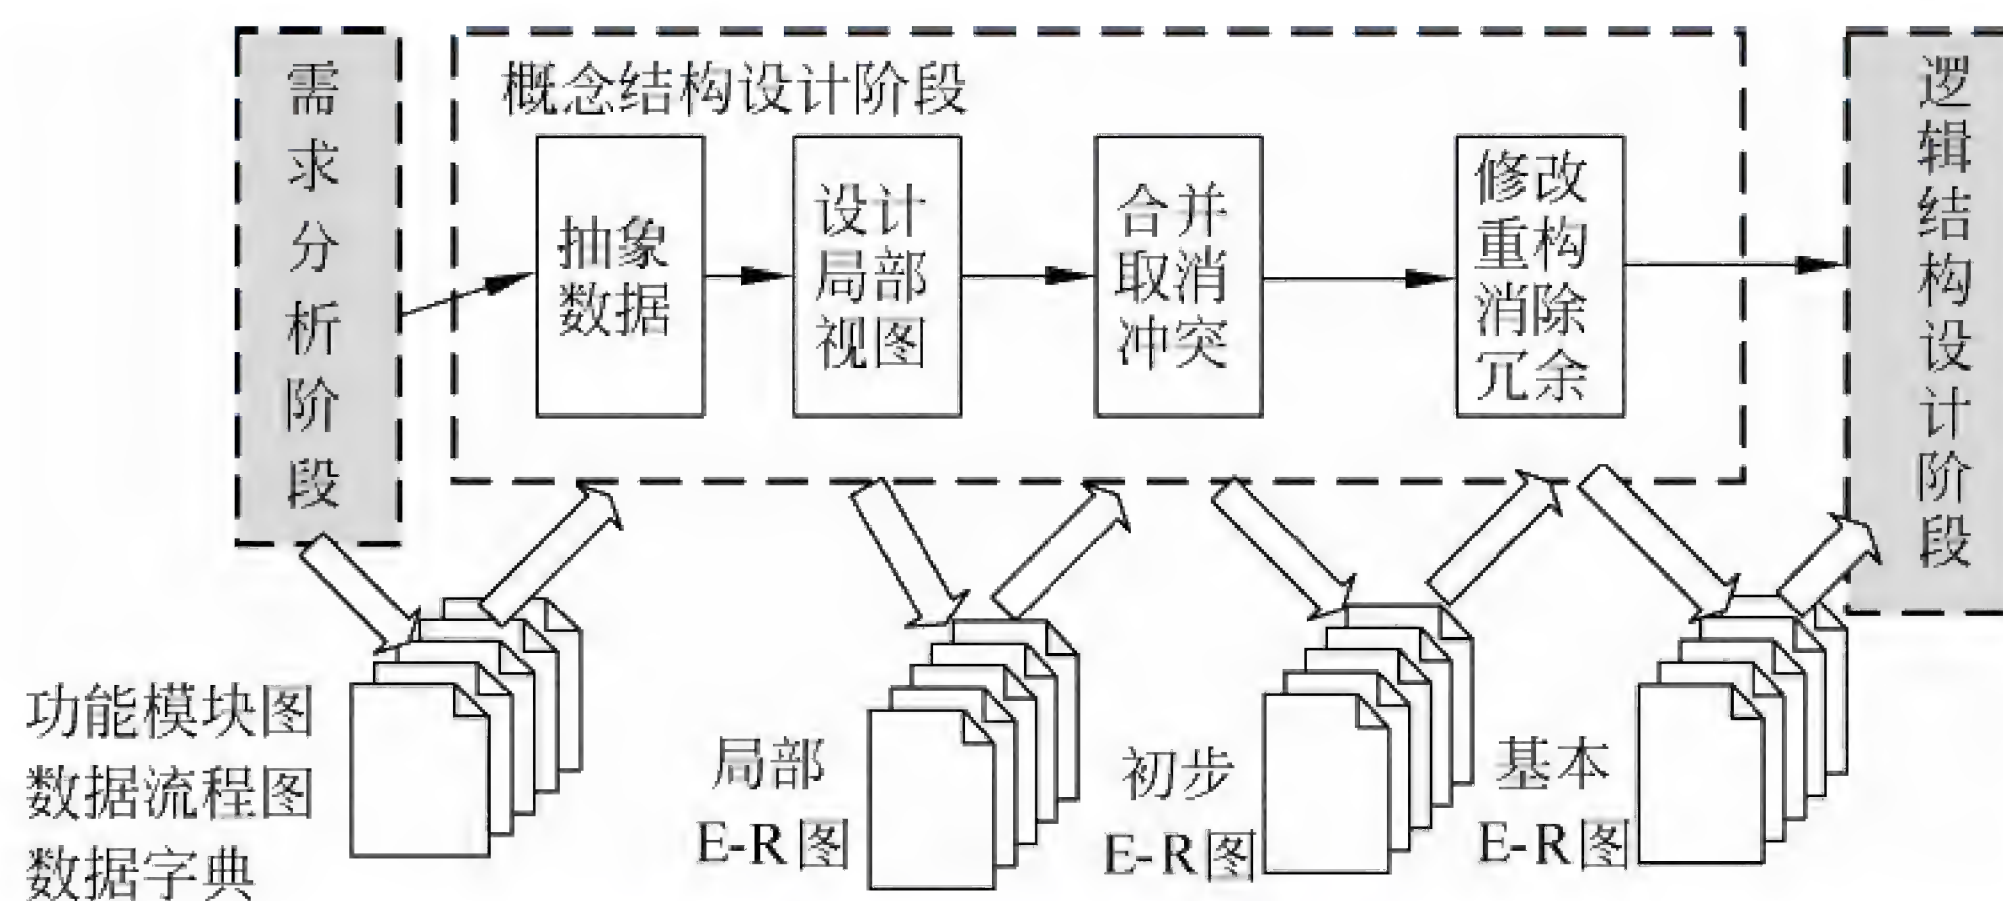 需求分析阶段
概念结构设计阶段
抽象
数据
设计
局部
视图
合并
取消
冲突
修改
重构
消除
冗余
逻辑结构设计阶段
功能模块图
数据流程图
数据字典
局部
E-R图
初步
E-R图
基本
E-R图